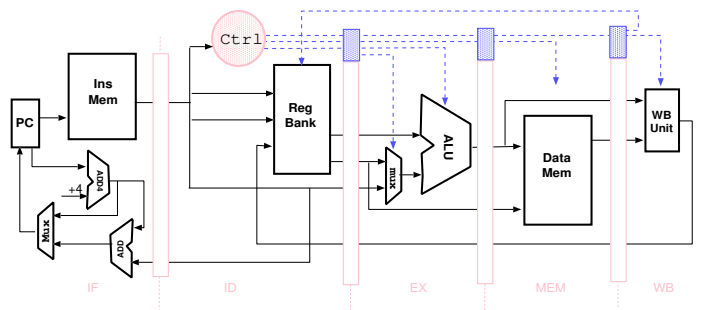 Ctrl
Ins
Mem
PC
Reg
Bank
ALU
WB
Unit
Data
Mem
mux
ADD4
+4
Mux
ADD
IF
ID
EX
MEM
WB